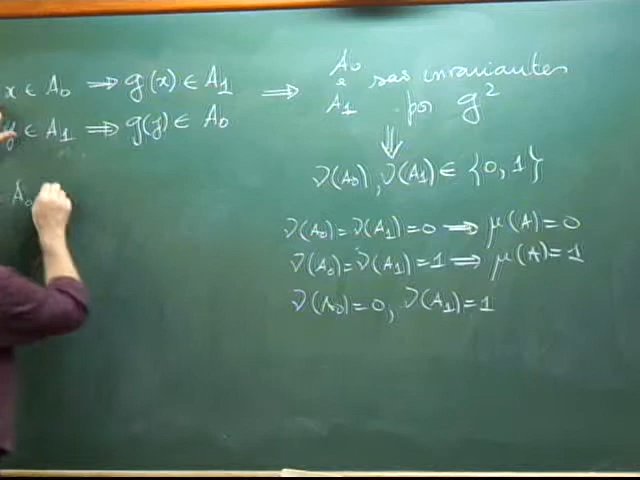 x ∈ A₀ ⟹ g(x) ∈ A₁ ⟹ A₀ e A₁ são invariantes por g²
y ∈ A₁ ⟹ g(y) ∈ A₀
⇓
A₀
ν(A₀), ν(A₁) ∈ {0, 1}
ν(A₀) = ν(A₁) = 0 ⟹ μ(A) = 0
ν(A₀) = ν(A₁) = 1 ⟹ μ(A) = 1
ν(A₀) = 0, ν(A₁) = 1